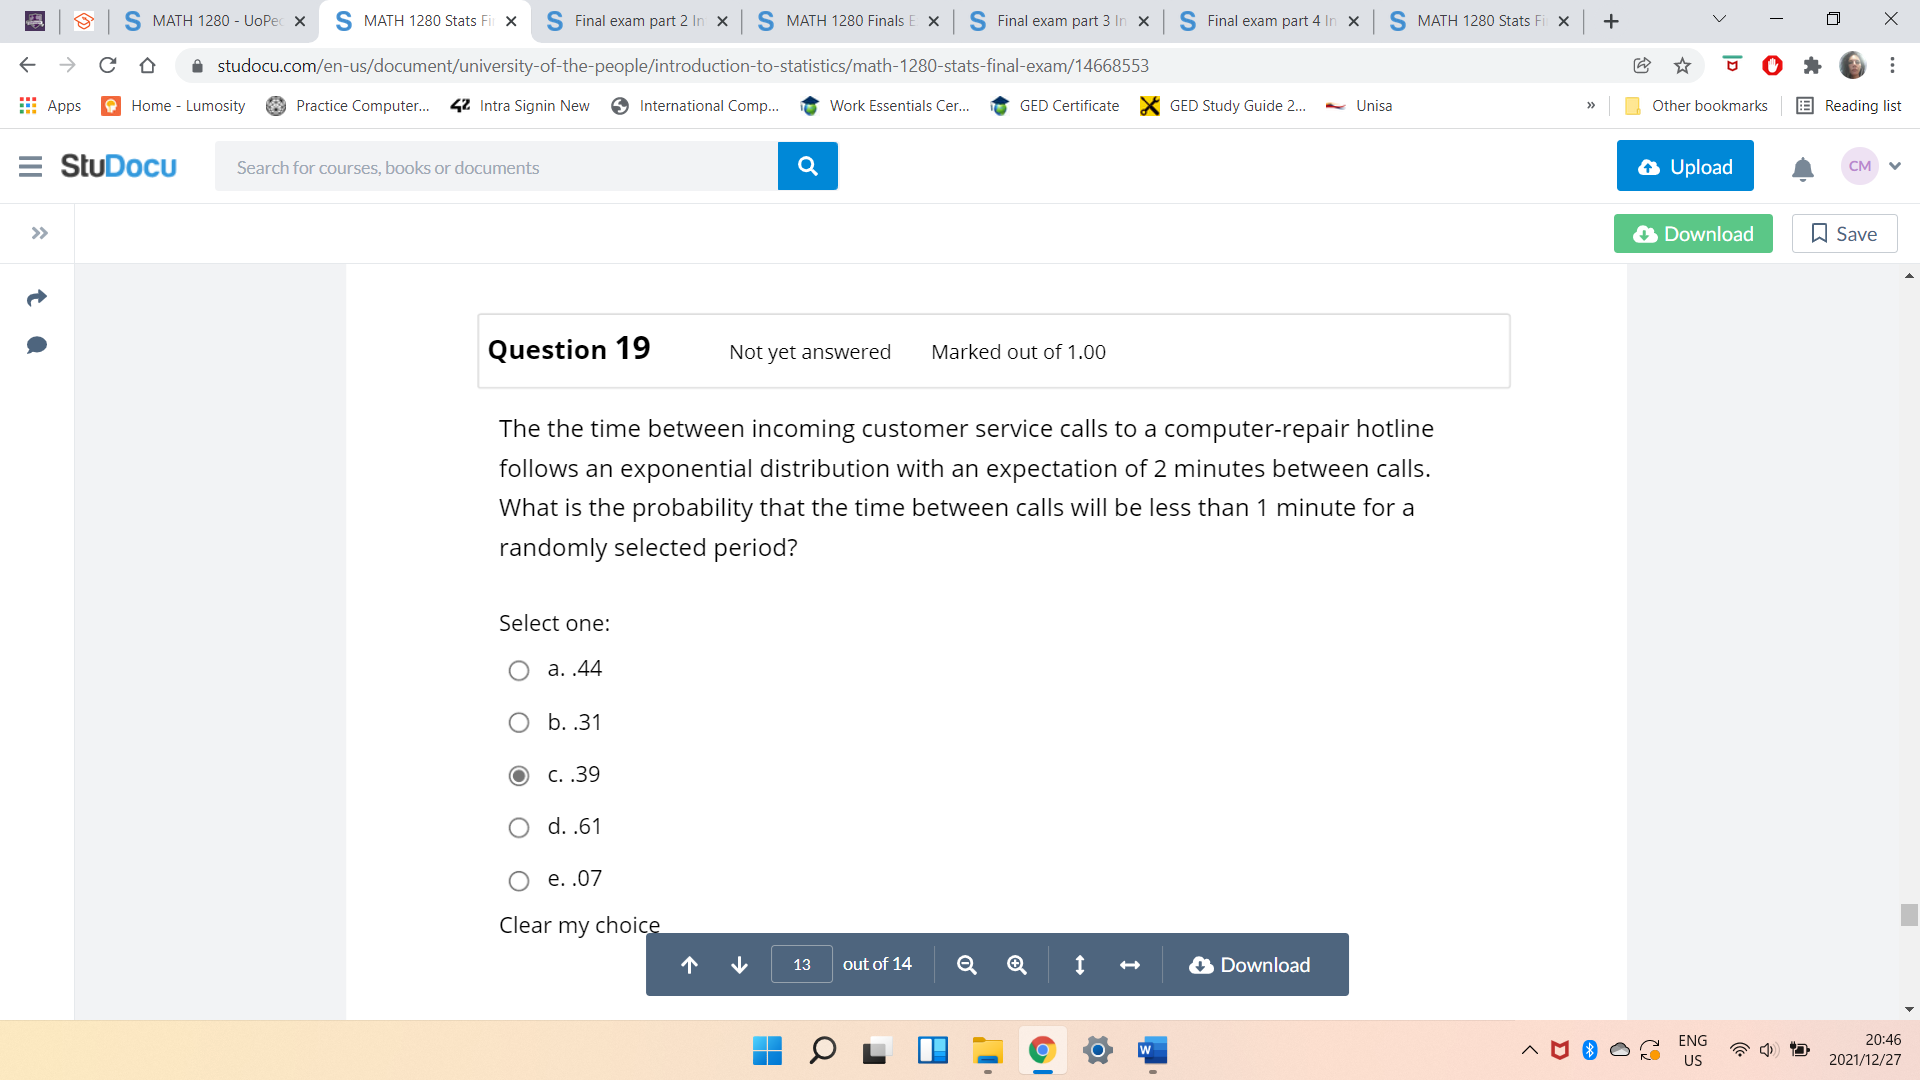 MATH 1280 - UoPeo
MATH 1280 Stats Fin
Final exam part 2 In
MATH 1280 Finals E
Final exam part 3 In
Final exam part 4 In
MATH 1280 Stats Fi
studocu.com/en-us/document/university-of-the-people/introduction-to-statistics/math-1280-stats-final-exam/14668553
Apps
Home - Lumosity
Practice Computer...
42 Intra Signin New
International Comp...
Work Essentials Cer...
GED Certificate
GED Study Guide 2...
Unisa
»
Other bookmarks
Reading list
StuDocu
Search for courses, books or documents
Upload
CM
Download
Save
Question 19 Not yet answered Marked out of 1.00
The the time between incoming customer service calls to a computer-repair hotline
follows an exponential distribution with an expectation of 2 minutes between calls.
What is the probability that the time between calls will be less than 1 minute for a
randomly selected period?
Select one:
a. .44
b. .31
c. .39
d. .61
e. .07
Clear my choice
13 out of 14
Download
ENG
US
20:46
2021/12/27